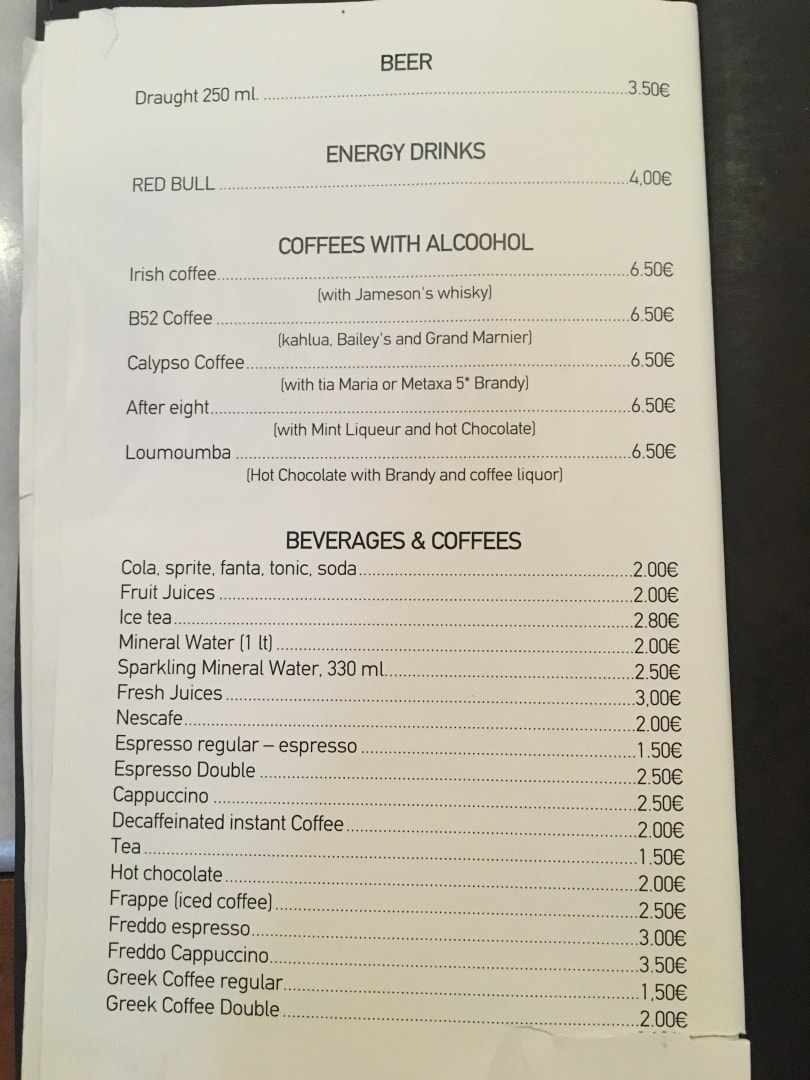 BEER
Draught 250 ml. ........ 3.50€
ENERGY DRINKS
RED BULL ........ 4,00€
COFFEES WITH ALCOOHOL
Irish coffee ........ 6.50€
(with Jameson's whisky)
B52 Coffee ........ 6.50€
(kahlua, Bailey's and Grand Marnier)
Calypso Coffee ........ 6.50€
(with tia Maria or Metaxa 5* Brandy)
After eight ........ 6.50€
(with Mint Liqueur and hot Chocolate)
Loumoumba ........ 6.50€
(Hot Chocolate with Brandy and coffee liquor)
BEVERAGES & COFFEES
Cola, sprite, fanta, tonic, soda ........ 2.00€
Fruit Juices ........ 2.00€
Ice tea ........ 2.80€
Mineral Water (1 lt) ........ 2.00€
Sparkling Mineral Water, 330 ml. ........ 2.50€
Fresh Juices ........ 3,00€
Nescafe ........ 2.00€
Espresso regular – espresso ........ 1.50€
Espresso Double ........ 2.50€
Cappuccino ........ 2.50€
Decaffeinated instant Coffee ........ 2.00€
Tea ........ 1.50€
Hot chocolate ........ 2.00€
Frappe (iced coffee) ........ 2.50€
Freddo espresso ........ 3.00€
Freddo Cappuccino ........ 3.50€
Greek Coffee regular ........ 1,50€
Greek Coffee Double ........ 2.00€